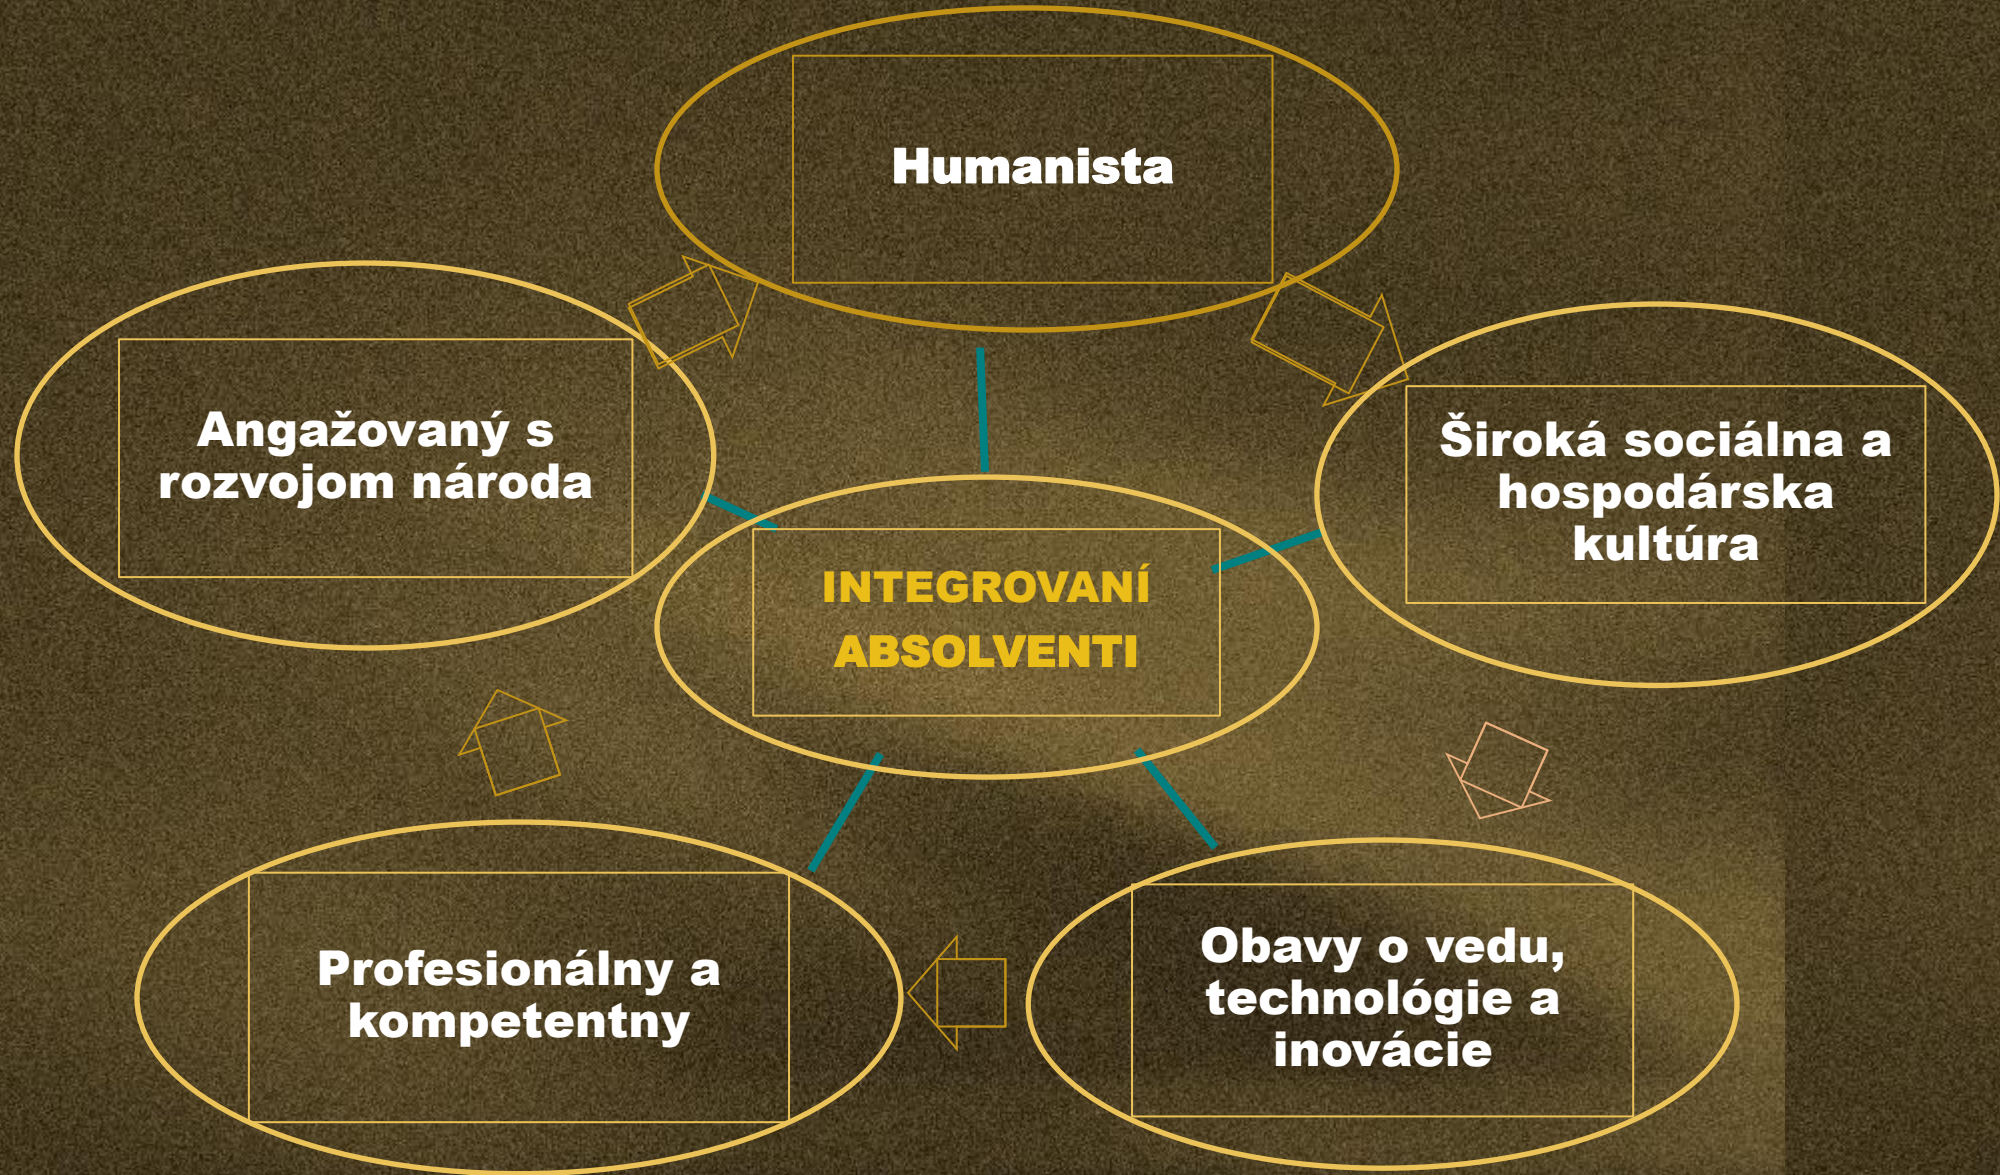 Humanista
Angažovaný s
rozvojom národa
Široká sociálna a
hospodárska
kultúra
INTEGROVANÍ
ABSOLVENTI
Profesionálny a
kompetentny
Obavy o vedu,
technológie a
inovácie